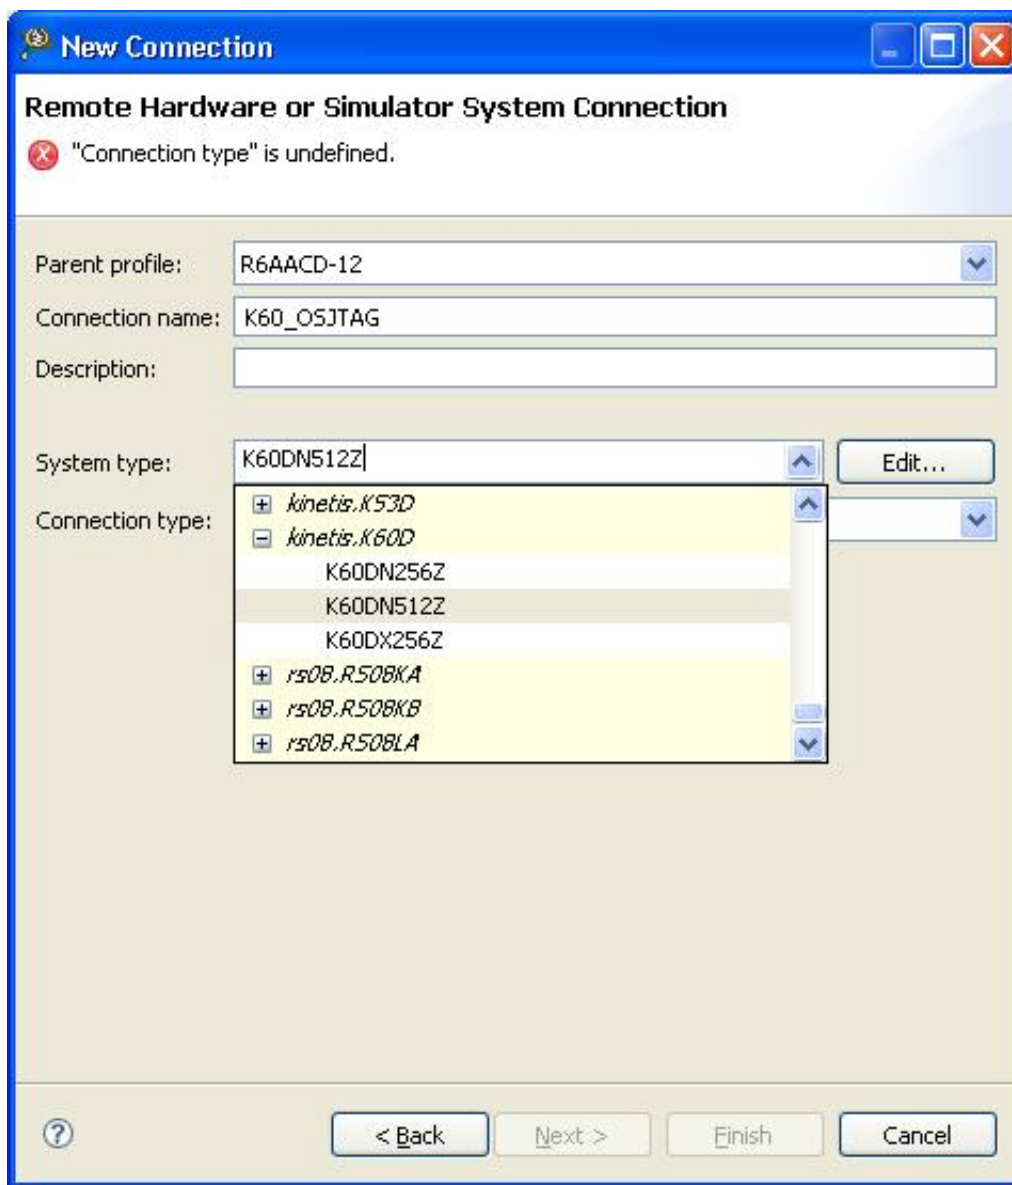 New Connection
Remote Hardware or Simulator System Connection
"Connection type" is undefined.
Parent profile: R6AACD-12
Connection name: K60_OSJTAG
Description:
System type: K60DN512Z Edit...
Connection type:
kinetis.K53D
kinetis.K60D
K60DN256Z
K60DN512Z
K60DX256Z
rs08.RS08KA
rs08.RS08KB
rs08.RS08LA
? < Back Next > Finish Cancel